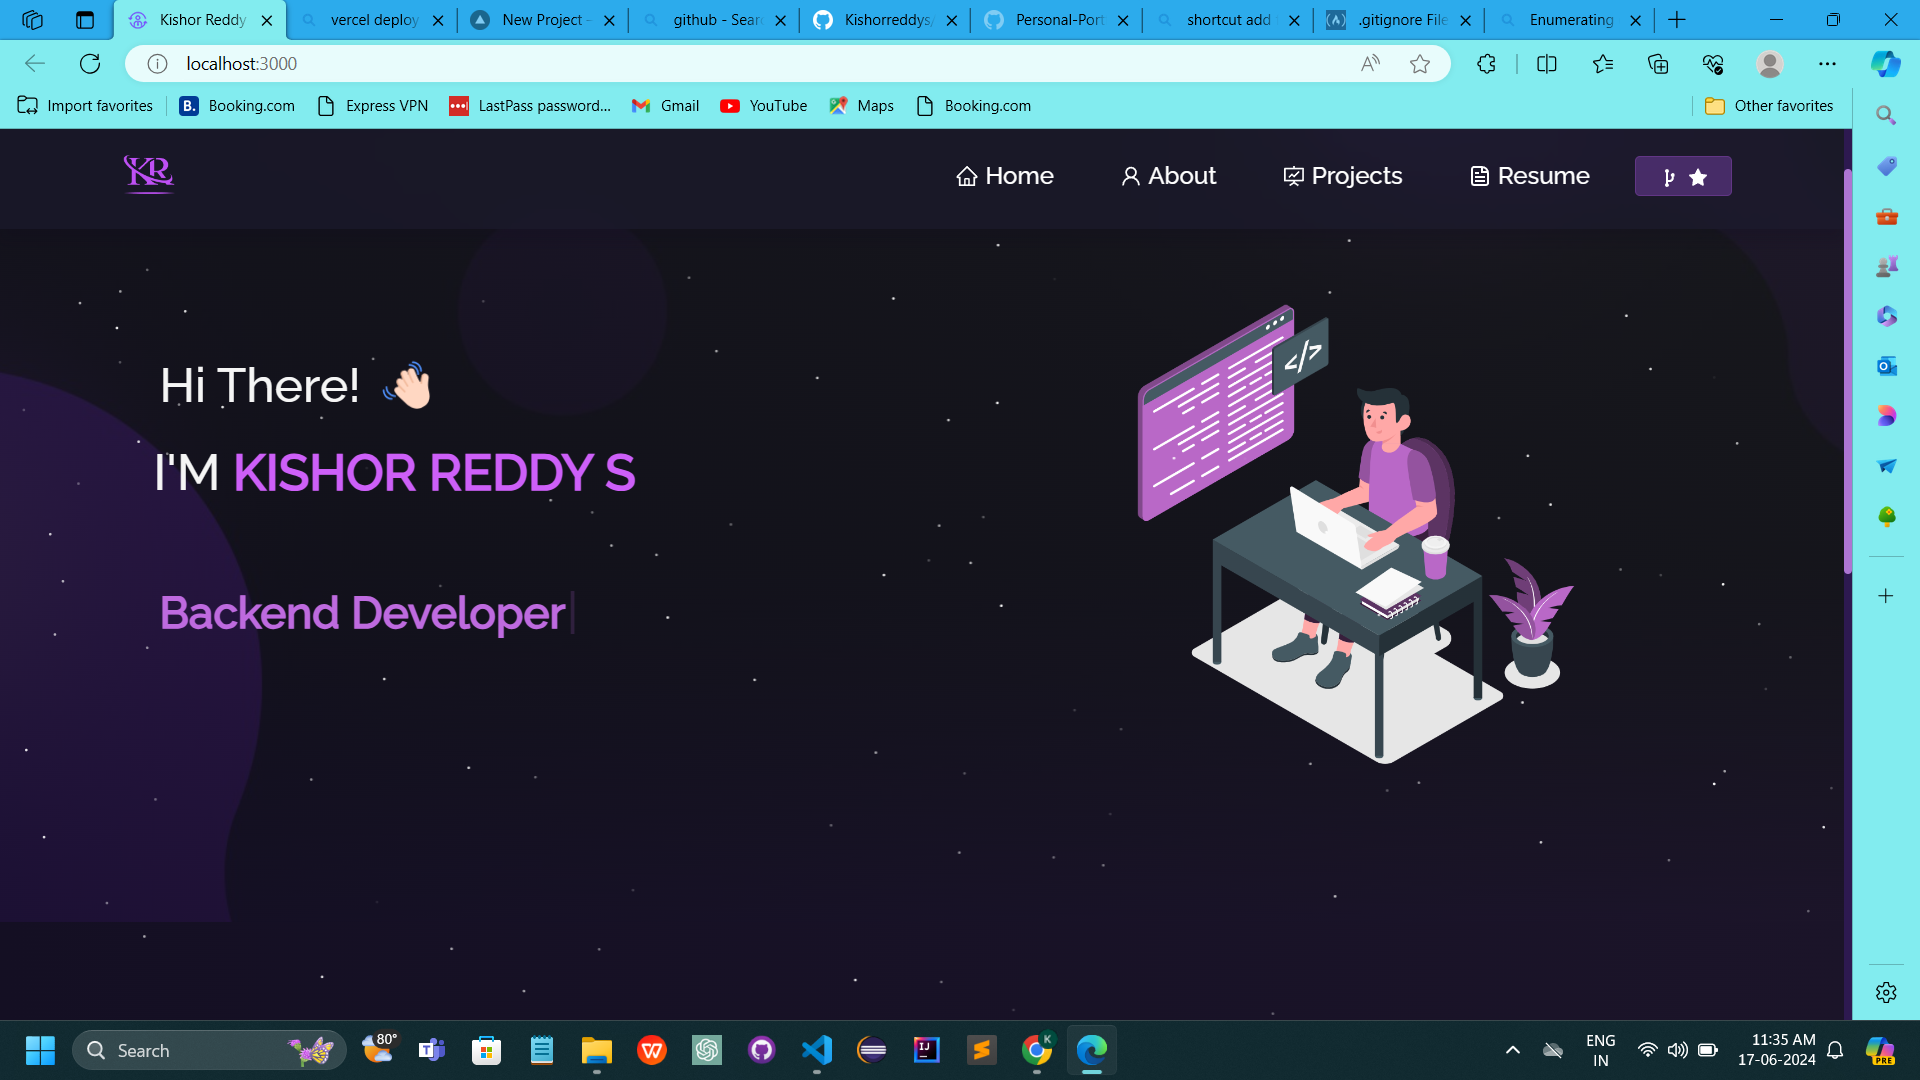 Kishor Reddy
vercel deploy
New Project -
github - Sear
Kishorreddys/
Personal-Port
shortcut add
.gitignore File
Enumerating
localhost:3000
Import favorites
B. Booking.com
Express VPN
LastPass password...
Gmail
YouTube
Maps
Booking.com
Other favorites
KR
Home
About
Projects
Resume
</>
Hi There!
I'M KISHOR REDDY S
Backend Developer
Search
80°
K
ENG
IN
11:35 AM
17-06-2024
PRE